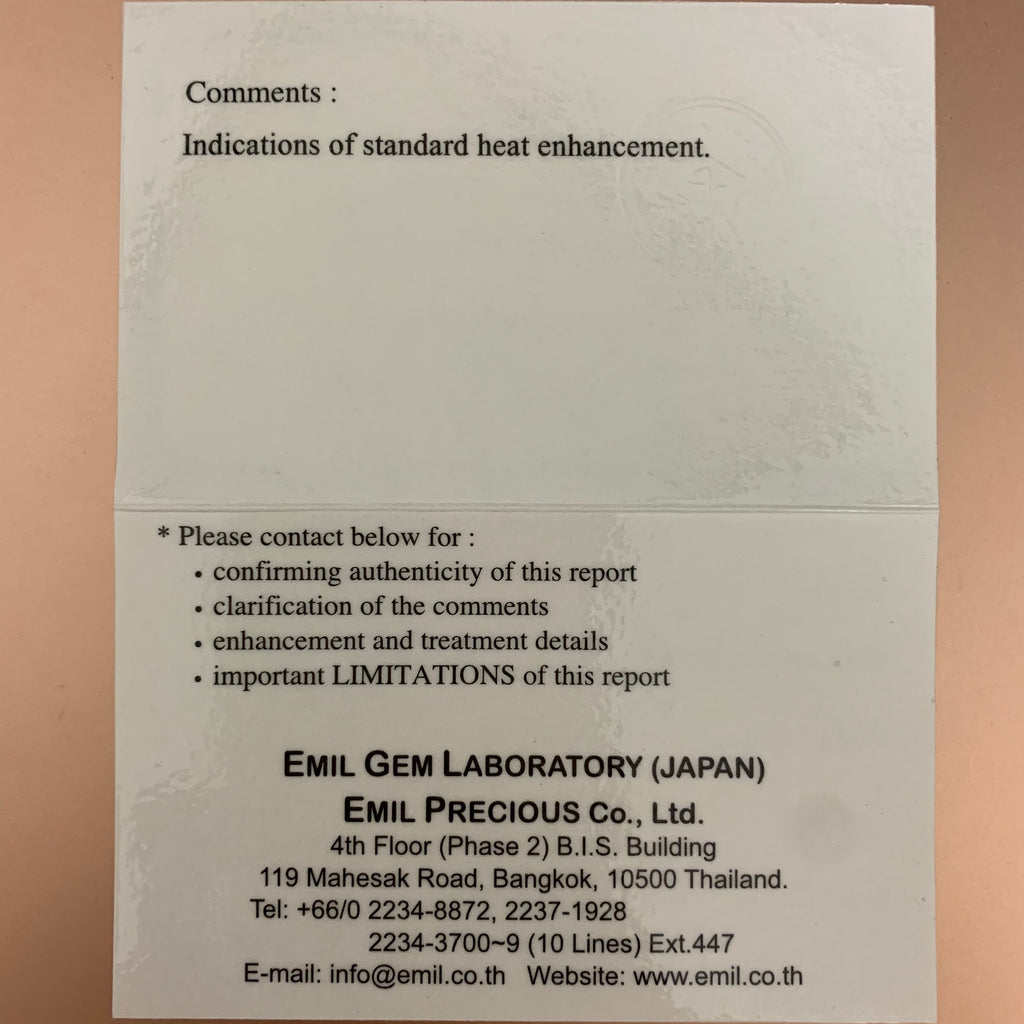 Comments :
Indications of standard heat enhancement.
* Please contact below for :
• confirming authenticity of this report
• clarification of the comments
• enhancement and treatment details
• important LIMITATIONS of this report
EMIL GEM LABORATORY (JAPAN)
EMIL PRECIOUS Co., Ltd.
4th Floor (Phase 2) B.I.S. Building
119 Mahesak Road, Bangkok, 10500 Thailand.
Tel: +66/0 2234-8872, 2237-1928
2234-3700~9 (10 Lines) Ext.447
E-mail: info@emil.co.th Website: www.emil.co.th